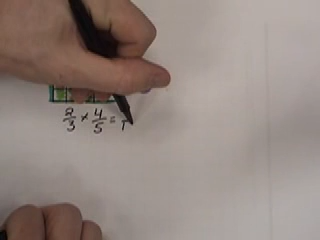 2/3 × 4/5 =